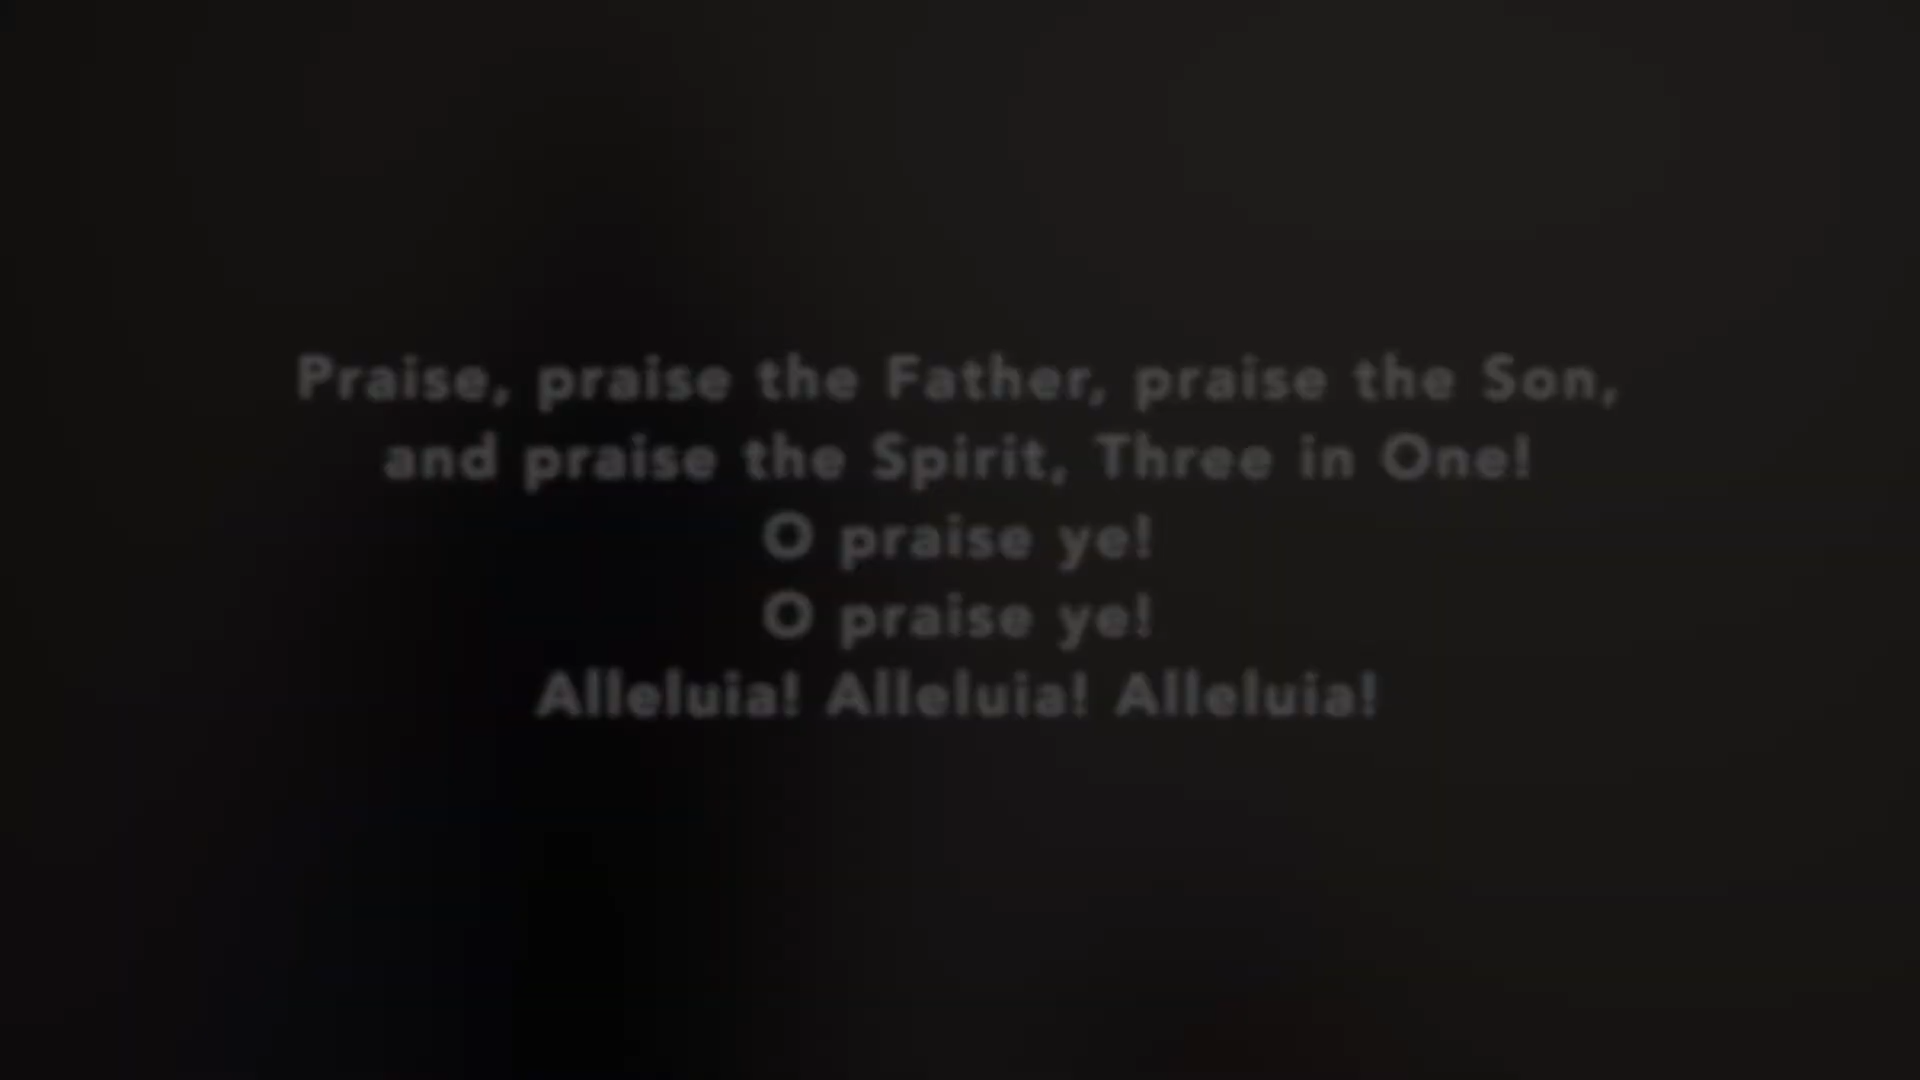 Praise, praise the Father, praise the Son,
and praise the Spirit, Three in One!
O praise ye!
O praise ye!
Alleluia! Alleluia! Alleluia!